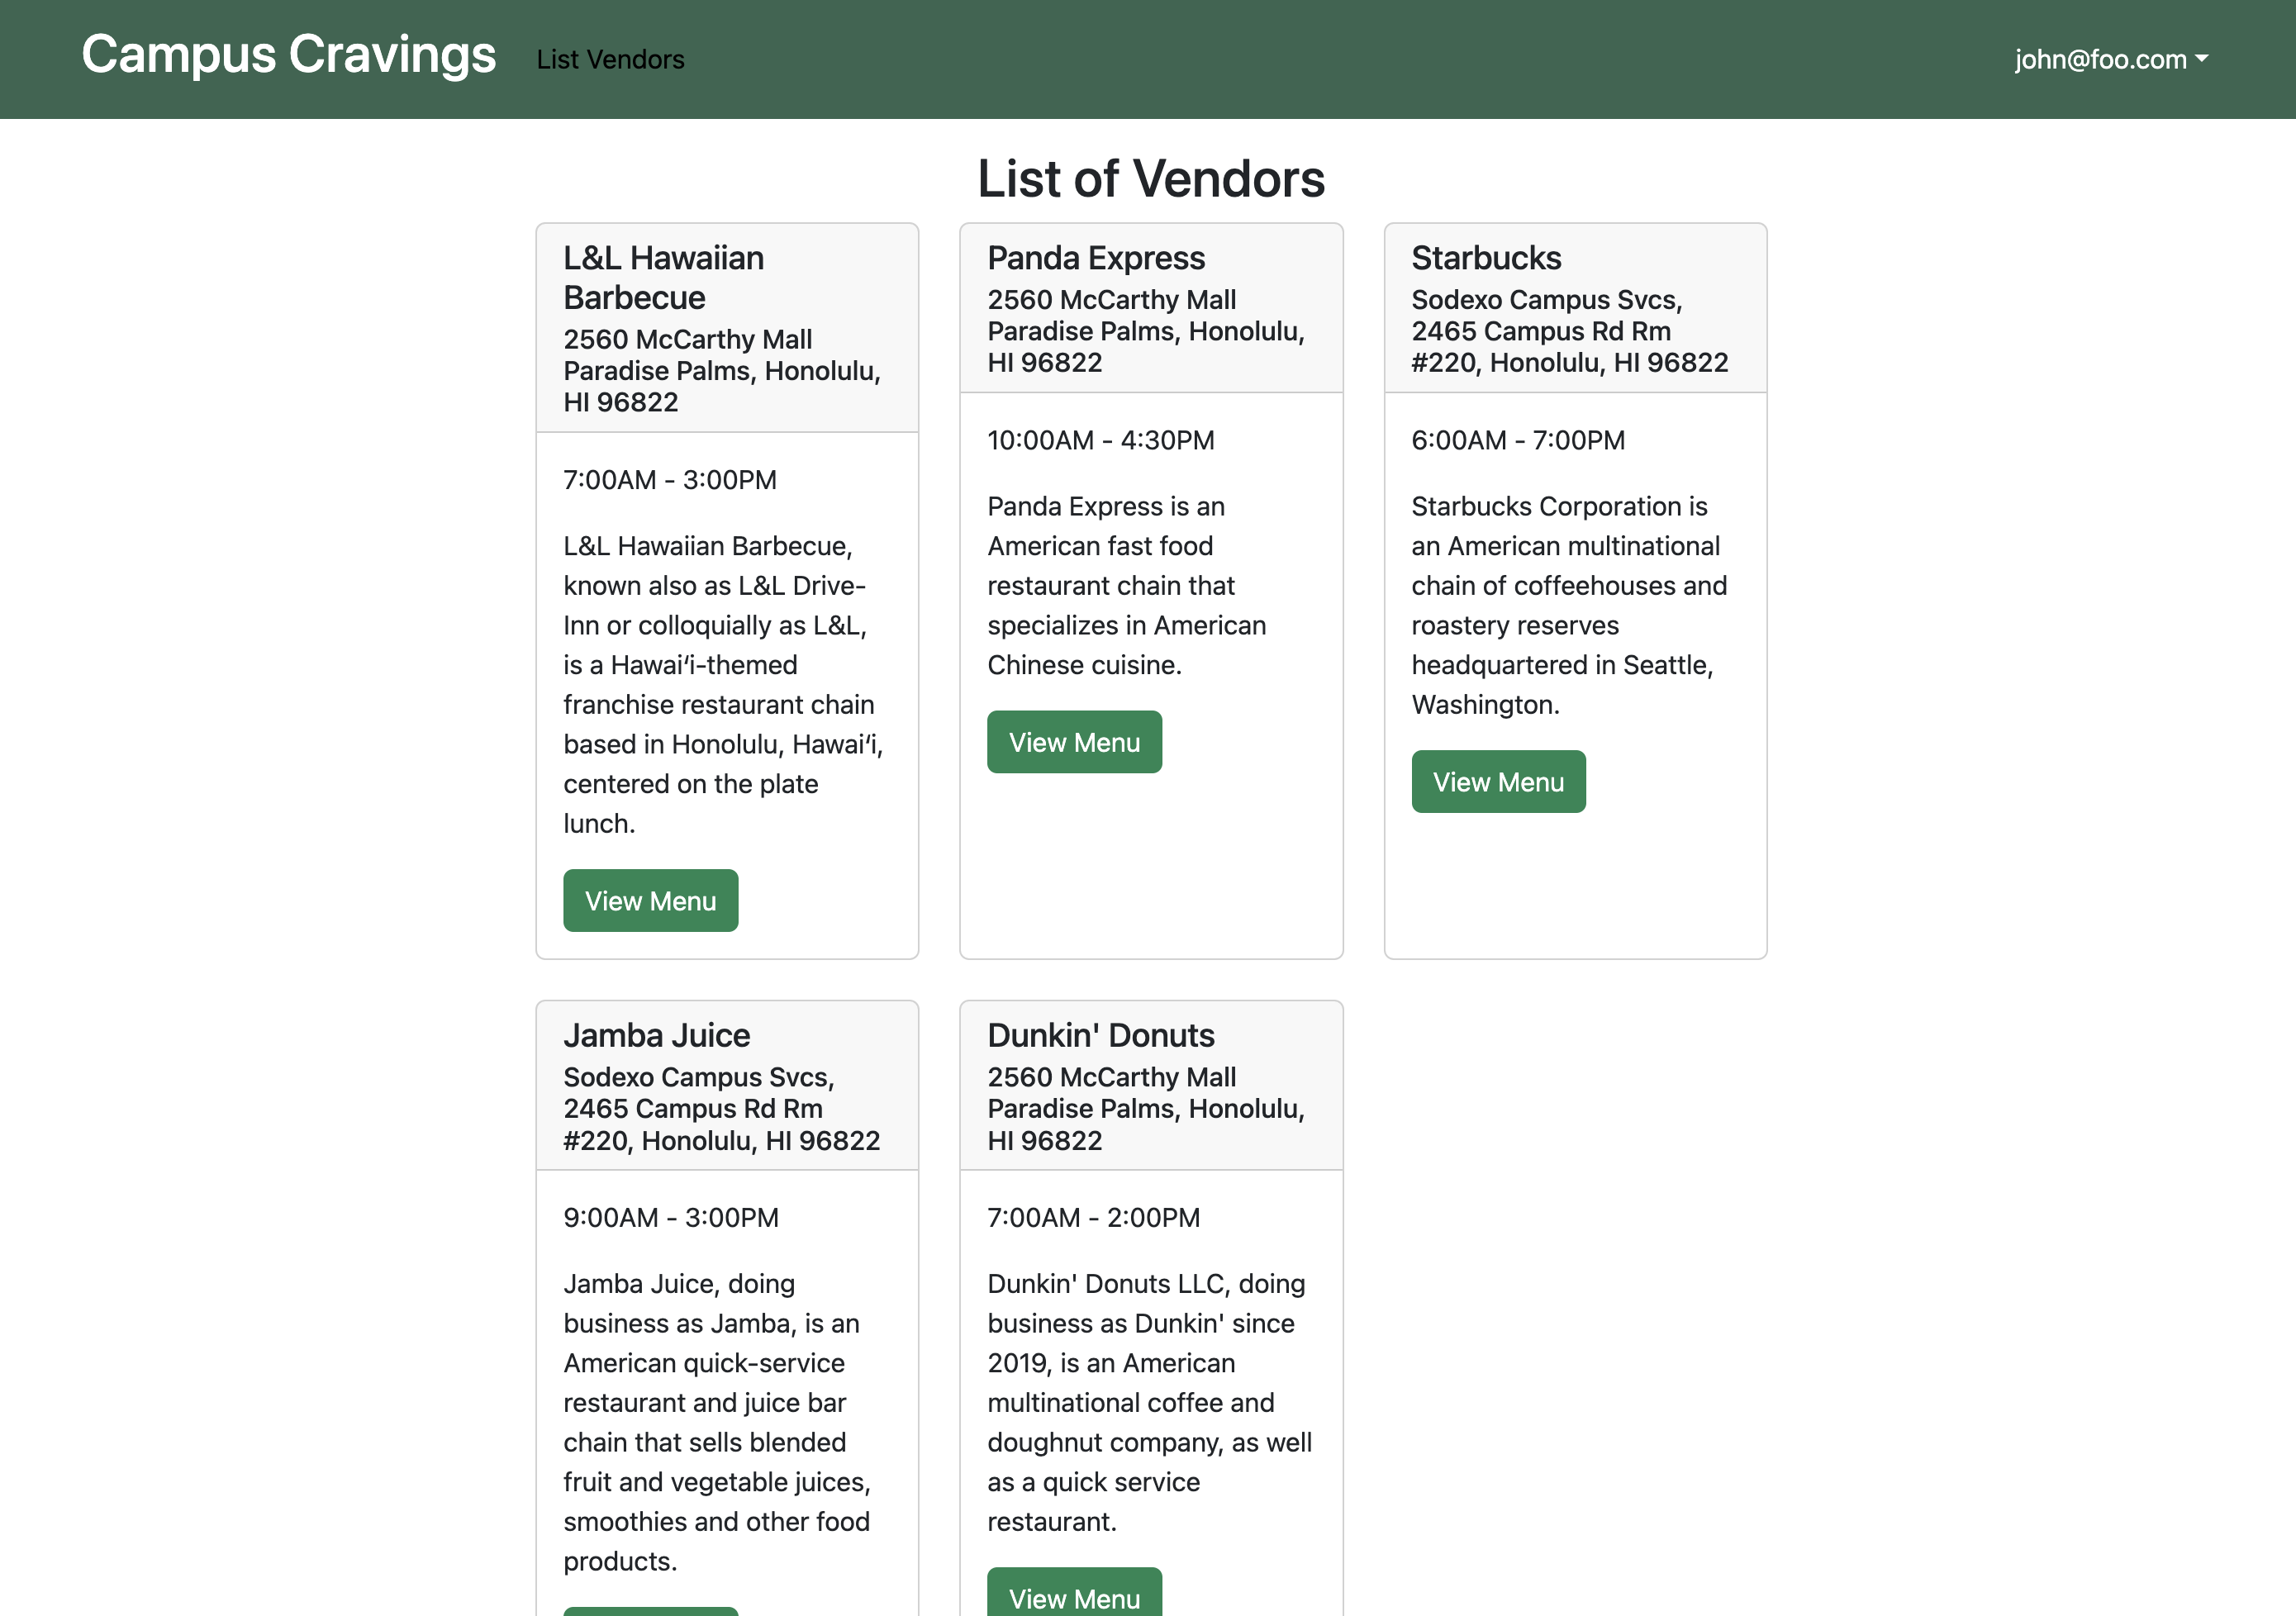 Campus Cravings
List Vendors
john@foo.com
List of Vendors
L&L Hawaiian
Barbecue
2560 McCarthy Mall
Paradise Palms, Honolulu,
HI 96822
7:00AM - 3:00PM
L&L Hawaiian Barbecue,
known also as L&L Drive-
Inn or colloquially as L&L,
is a Hawaiʻi-themed
franchise restaurant chain
based in Honolulu, Hawaiʻi,
centered on the plate
lunch.
View Menu
Panda Express
2560 McCarthy Mall
Paradise Palms, Honolulu,
HI 96822
10:00AM - 4:30PM
Panda Express is an
American fast food
restaurant chain that
specializes in American
Chinese cuisine.
View Menu
Starbucks
Sodexo Campus Svcs,
2465 Campus Rd Rm
#220, Honolulu, HI 96822
6:00AM - 7:00PM
Starbucks Corporation is
an American multinational
chain of coffeehouses and
roastery reserves
headquartered in Seattle,
Washington.
View Menu
Jamba Juice
Sodexo Campus Svcs,
2465 Campus Rd Rm
#220, Honolulu, HI 96822
9:00AM - 3:00PM
Jamba Juice, doing
business as Jamba, is an
American quick-service
restaurant and juice bar
chain that sells blended
fruit and vegetable juices,
smoothies and other food
products.
Dunkin' Donuts
2560 McCarthy Mall
Paradise Palms, Honolulu,
HI 96822
7:00AM - 2:00PM
Dunkin' Donuts LLC, doing
business as Dunkin' since
2019, is an American
multinational coffee and
doughnut company, as well
as a quick service
restaurant.
View Menu